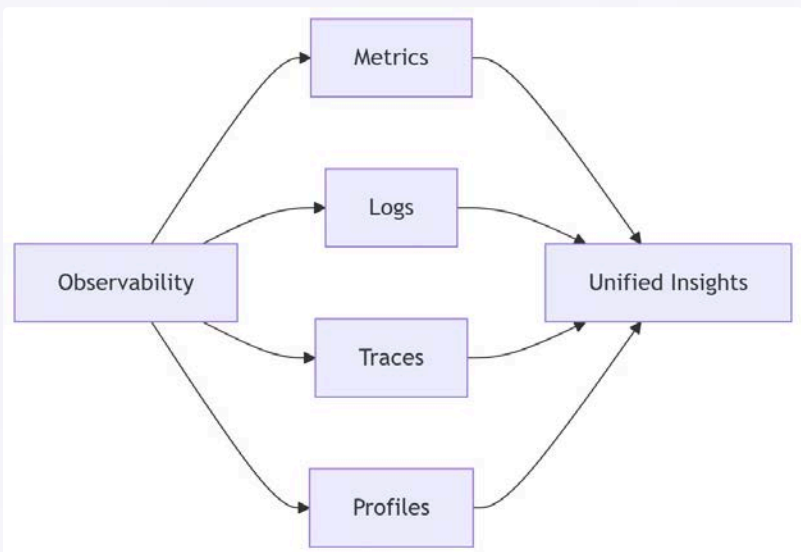 Metrics
Logs
Observability
Unified Insights
Traces
Profiles